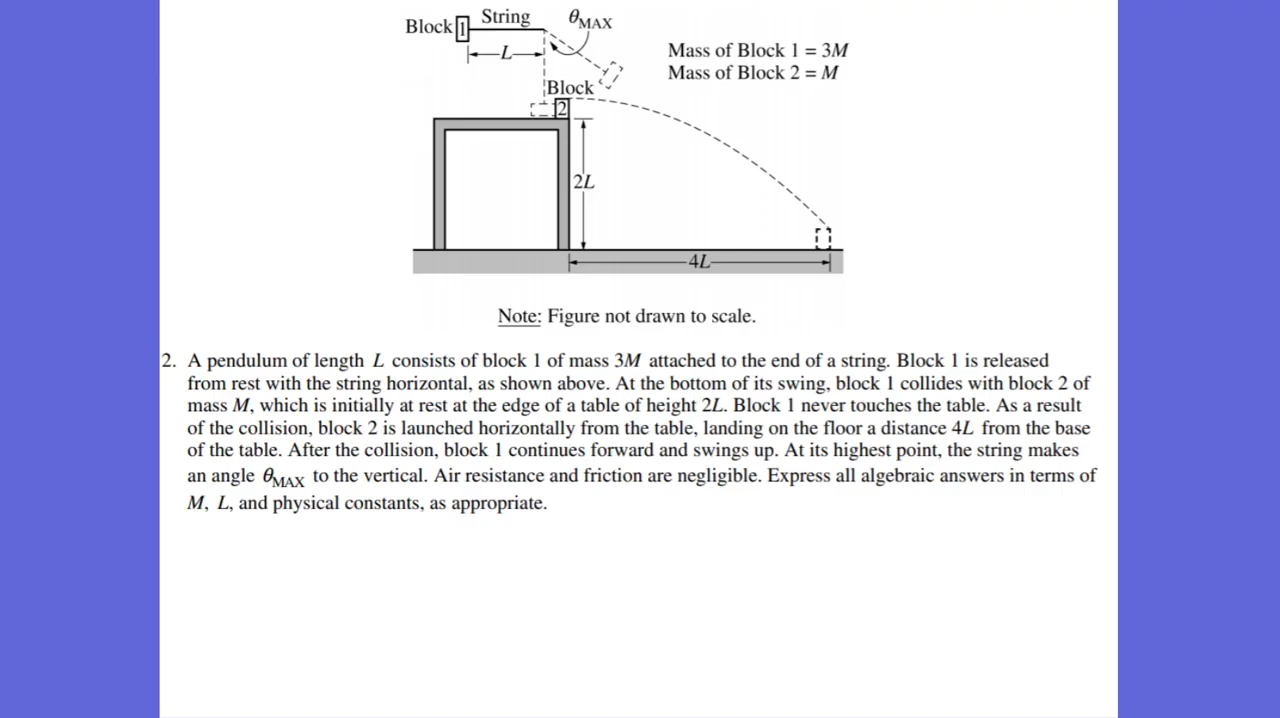 Block 1 String θMAX
L
Mass of Block 1 = 3M
Mass of Block 2 = M
Block
2
2L
4L
Note: Figure not drawn to scale.
2. A pendulum of length L consists of block 1 of mass 3M attached to the end of a string. Block 1 is released
from rest with the string horizontal, as shown above. At the bottom of its swing, block 1 collides with block 2 of
mass M, which is initially at rest at the edge of a table of height 2L. Block 1 never touches the table. As a result
of the collision, block 2 is launched horizontally from the table, landing on the floor a distance 4L from the base
of the table. After the collision, block 1 continues forward and swings up. At its highest point, the string makes
an angle θMAX to the vertical. Air resistance and friction are negligible. Express all algebraic answers in terms of
M, L, and physical constants, as appropriate.